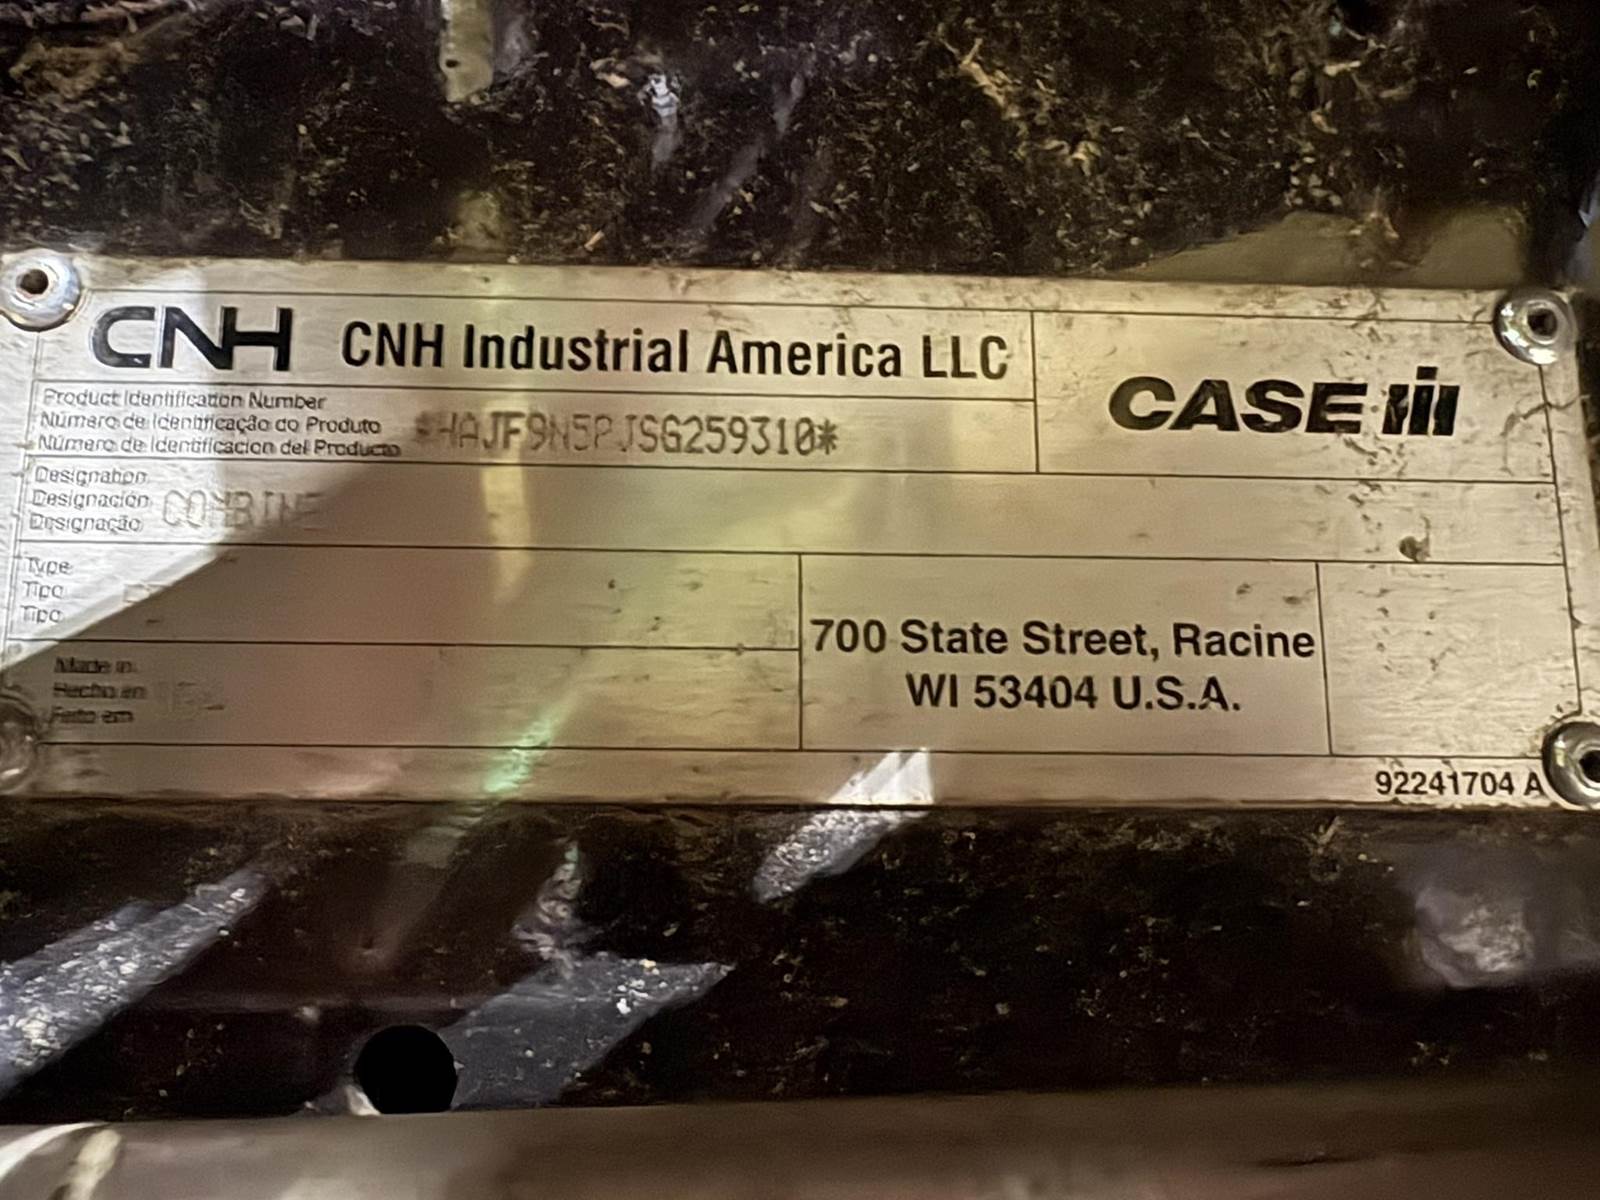 CNH CNH Industrial America LLC
CASE IH
Product Identification Number
Número de Identificação do Produto
Número de Identificacion del Producto
*HAJF9N5PJSG259310*
Designation
Designación
Designação
COMBINE
Type
Tipo
Tipo
Made in
Hecho en
Feito em
700 State Street, Racine
WI 53404 U.S.A.
92241704 A